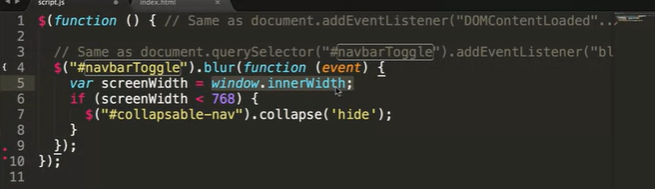 script.js
index.html
1 $(function () { // Same as document.addEventListener("DOMContentLoaded"...
2
3 // Same as document.querySelector("#navbarToggle").addEventListener("bl
4 $("#navbarToggle").blur(function (event) {
5 var screenWidth = window.innerWidth;
6 if (screenWidth < 768) {
7 $("#collapsable-nav").collapse('hide');
8 }
9 });
10 });
11